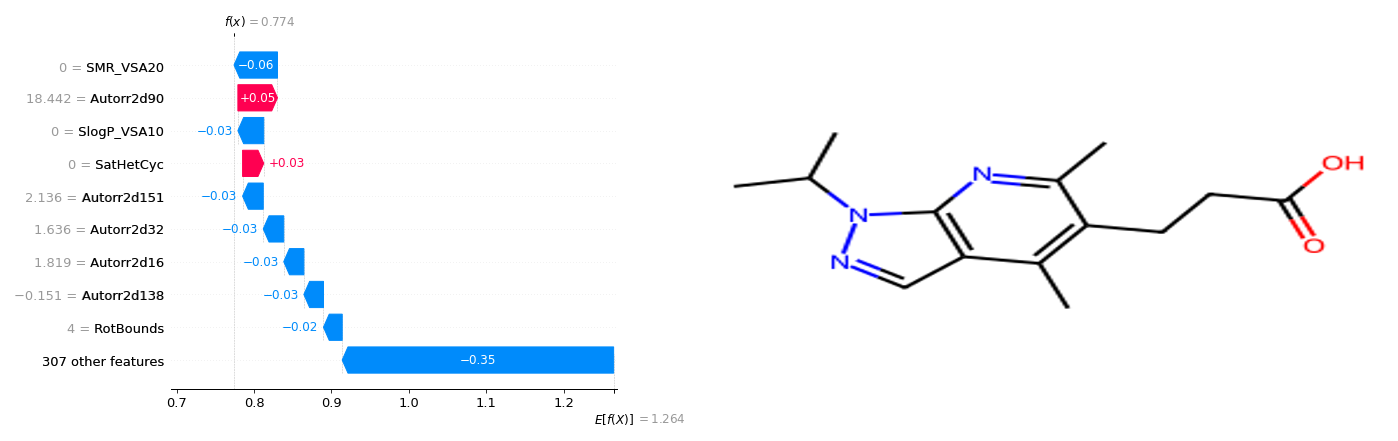 f(x) = 0.774
0 = SMR_VSA20
−0.06
18.442 = Autorr2d90
+0.05
0 = SlogP_VSA10
−0.03
0 = SatHetCyc
+0.03
2.136 = Autorr2d151
−0.03
1.636 = Autorr2d32
−0.03
1.819 = Autorr2d16
−0.03
−0.151 = Autorr2d138
−0.03
4 = RotBounds
−0.02
307 other features
−0.35
0.7 0.8 0.9 1.0 1.1 1.2
E[f(X)] = 1.264
N
OH
N
N
O